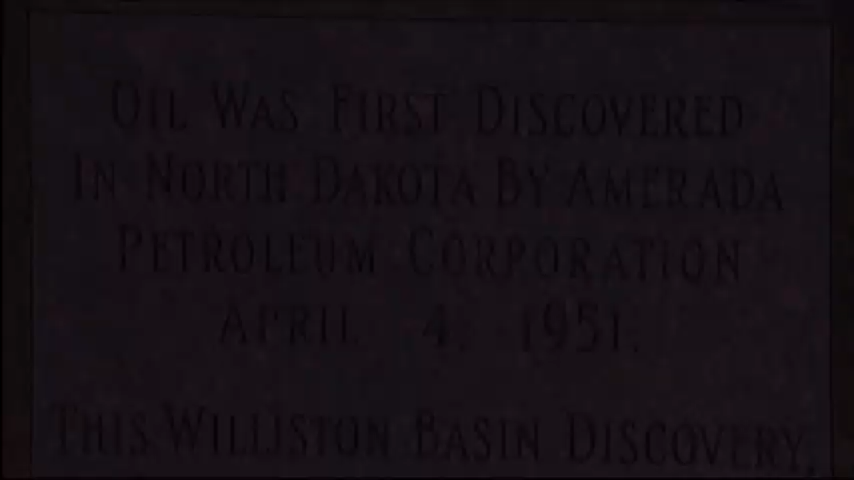 Oil Was First Discovered
In North Dakota By Amerada
Petroleum Corporation
April 4, 1951.
This Williston Basin Discovery,